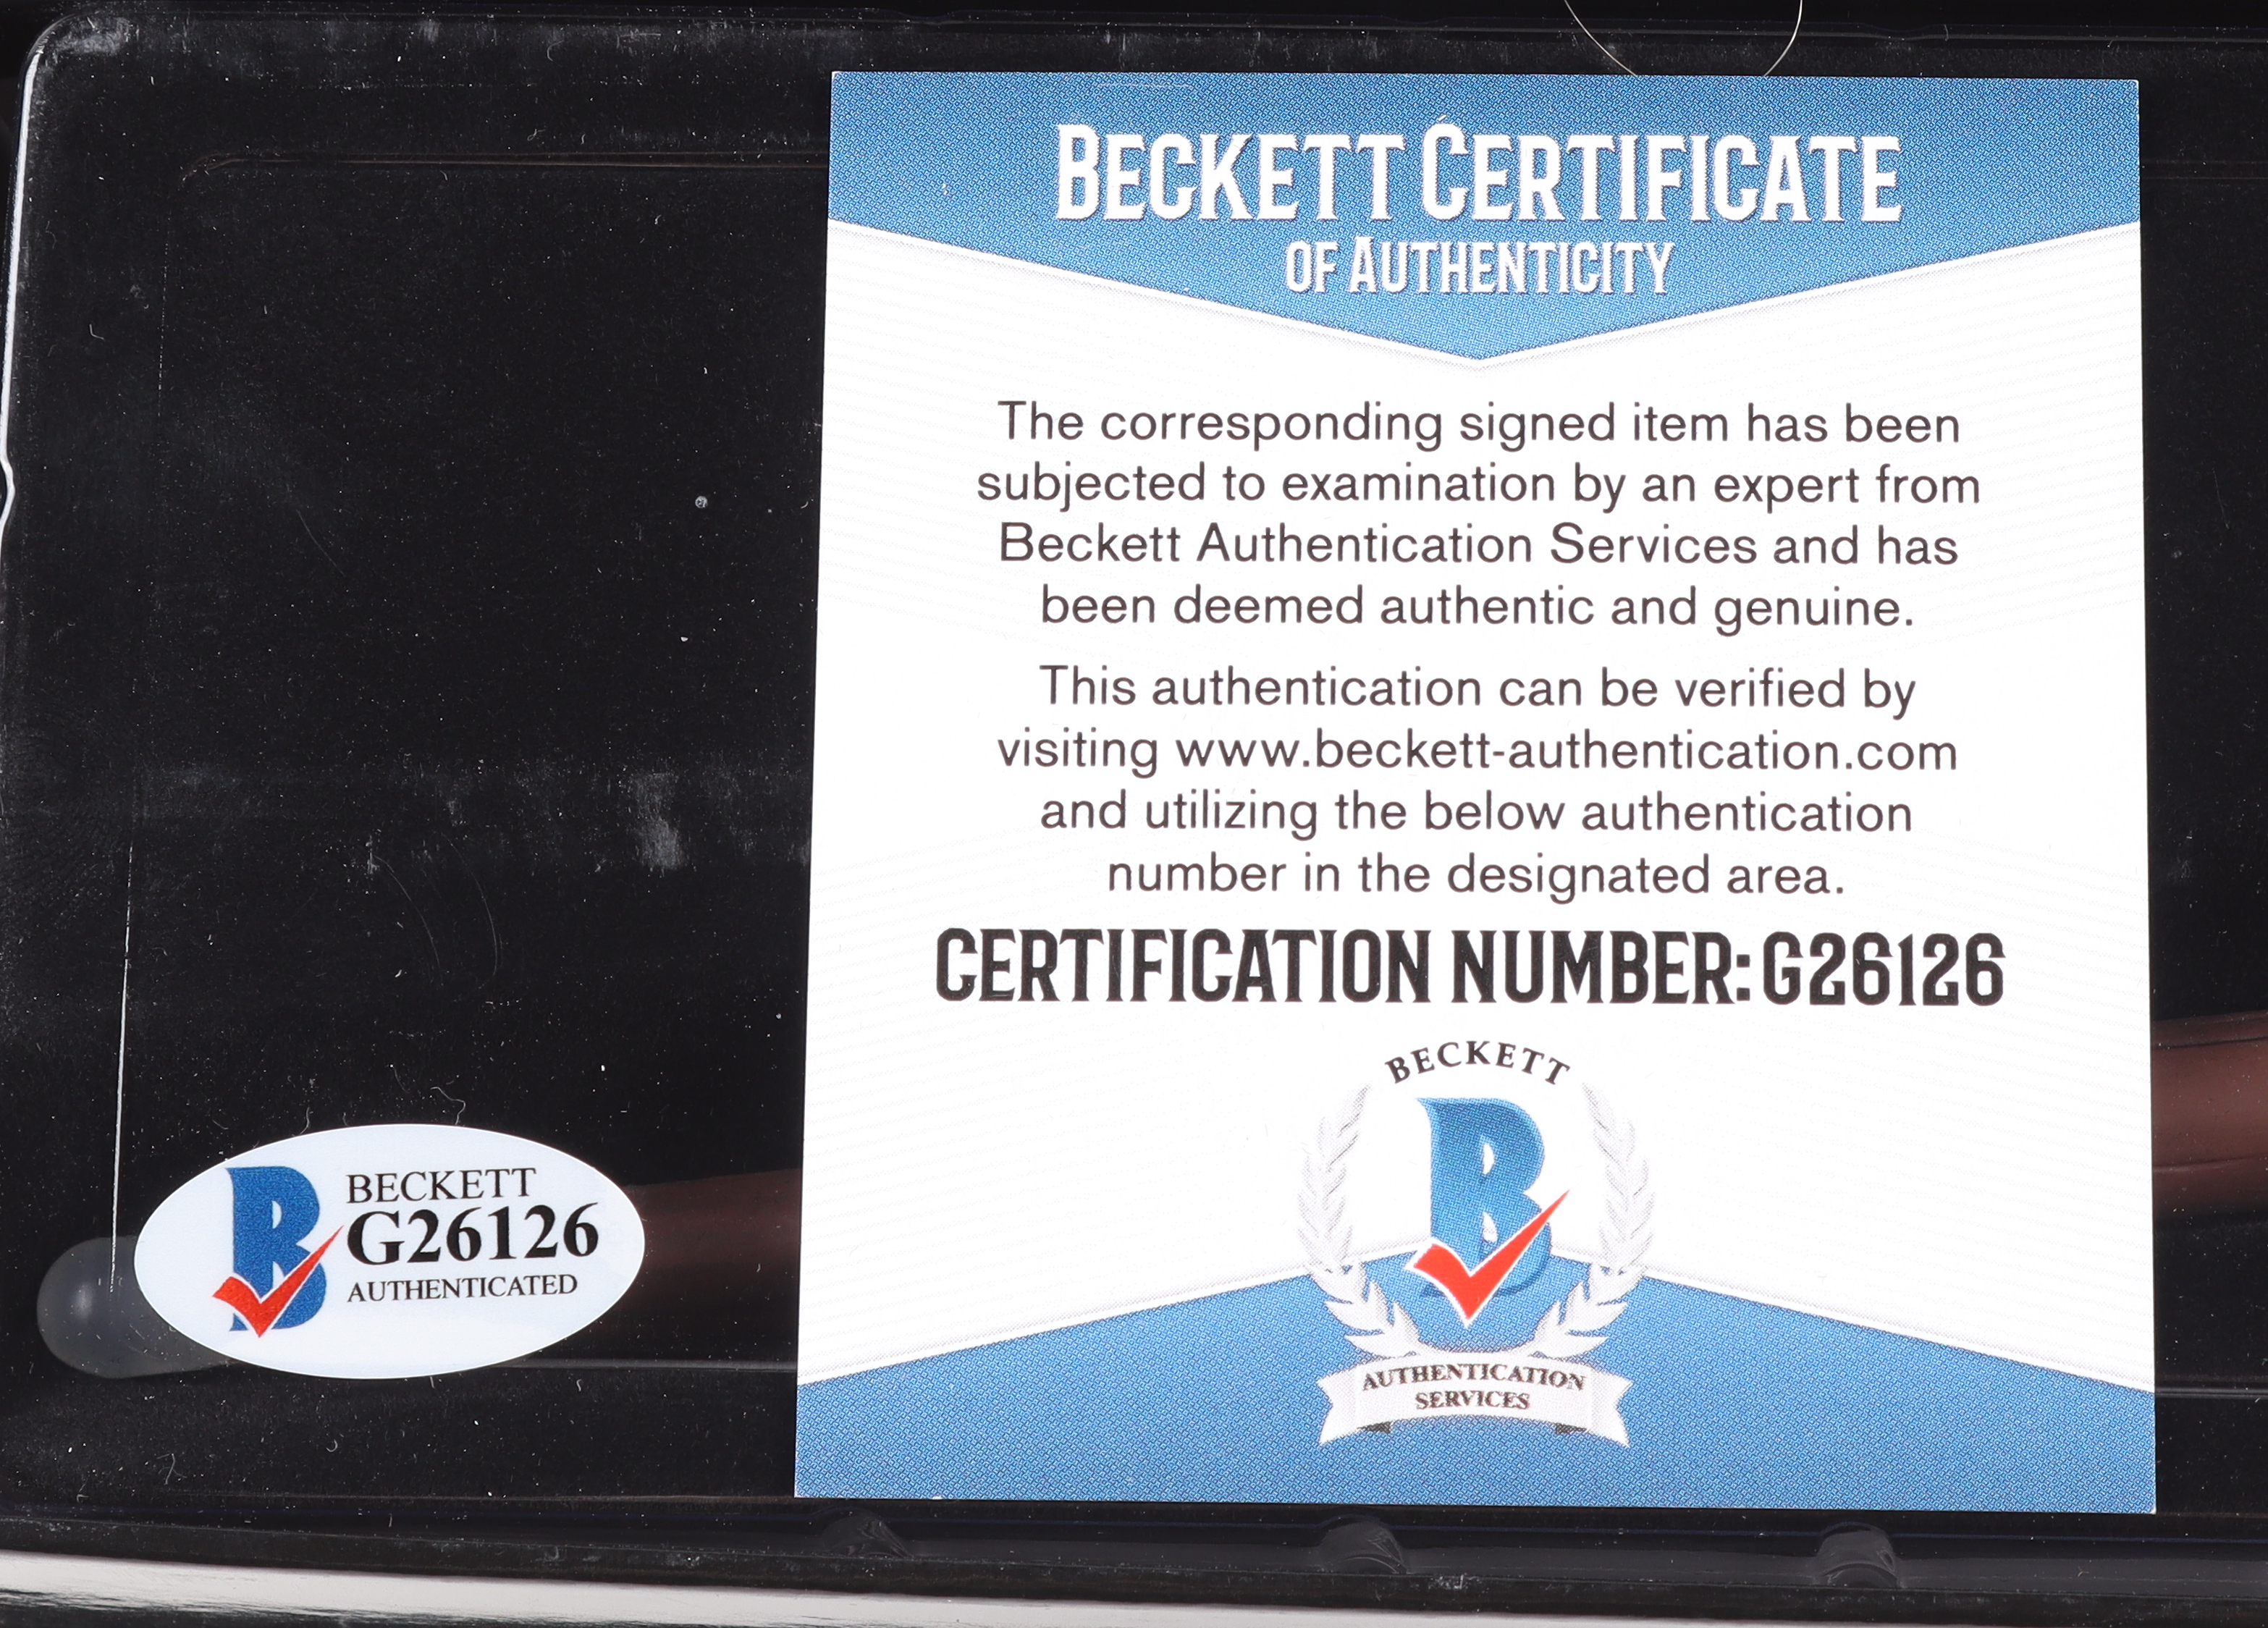 BECKETT CERTIFICATE
OF AUTHENTICITY
The corresponding signed item has been
subjected to examination by an expert from
Beckett Authentication Services and has
been deemed authentic and genuine.
This authentication can be verified by
visiting www.beckett-authentication.com
and utilizing the below authentication
number in the designated area.
CERTIFICATION NUMBER: G26126
BECKETT
B
AUTHENTICATION
SERVICES
B
BECKETT
G26126
AUTHENTICATED